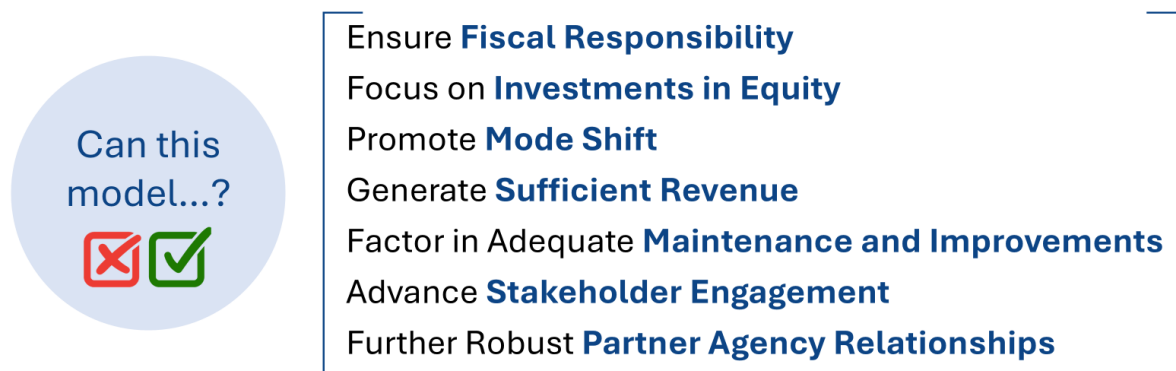 Can this
model...?
Ensure Fiscal Responsibility
Focus on Investments in Equity
Promote Mode Shift
Generate Sufficient Revenue
Factor in Adequate Maintenance and Improvements
Advance Stakeholder Engagement
Further Robust Partner Agency Relationships